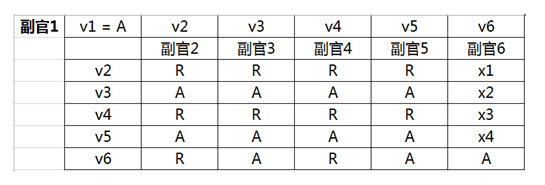 副官1 v1 = A v2 v3 v4 v5 v6
副官2 副官3 副官4 副官5 副官6
v2 R R R R x1
v3 A A A A x2
v4 R R R R x3
v5 A A A A x4
v6 R A R A A